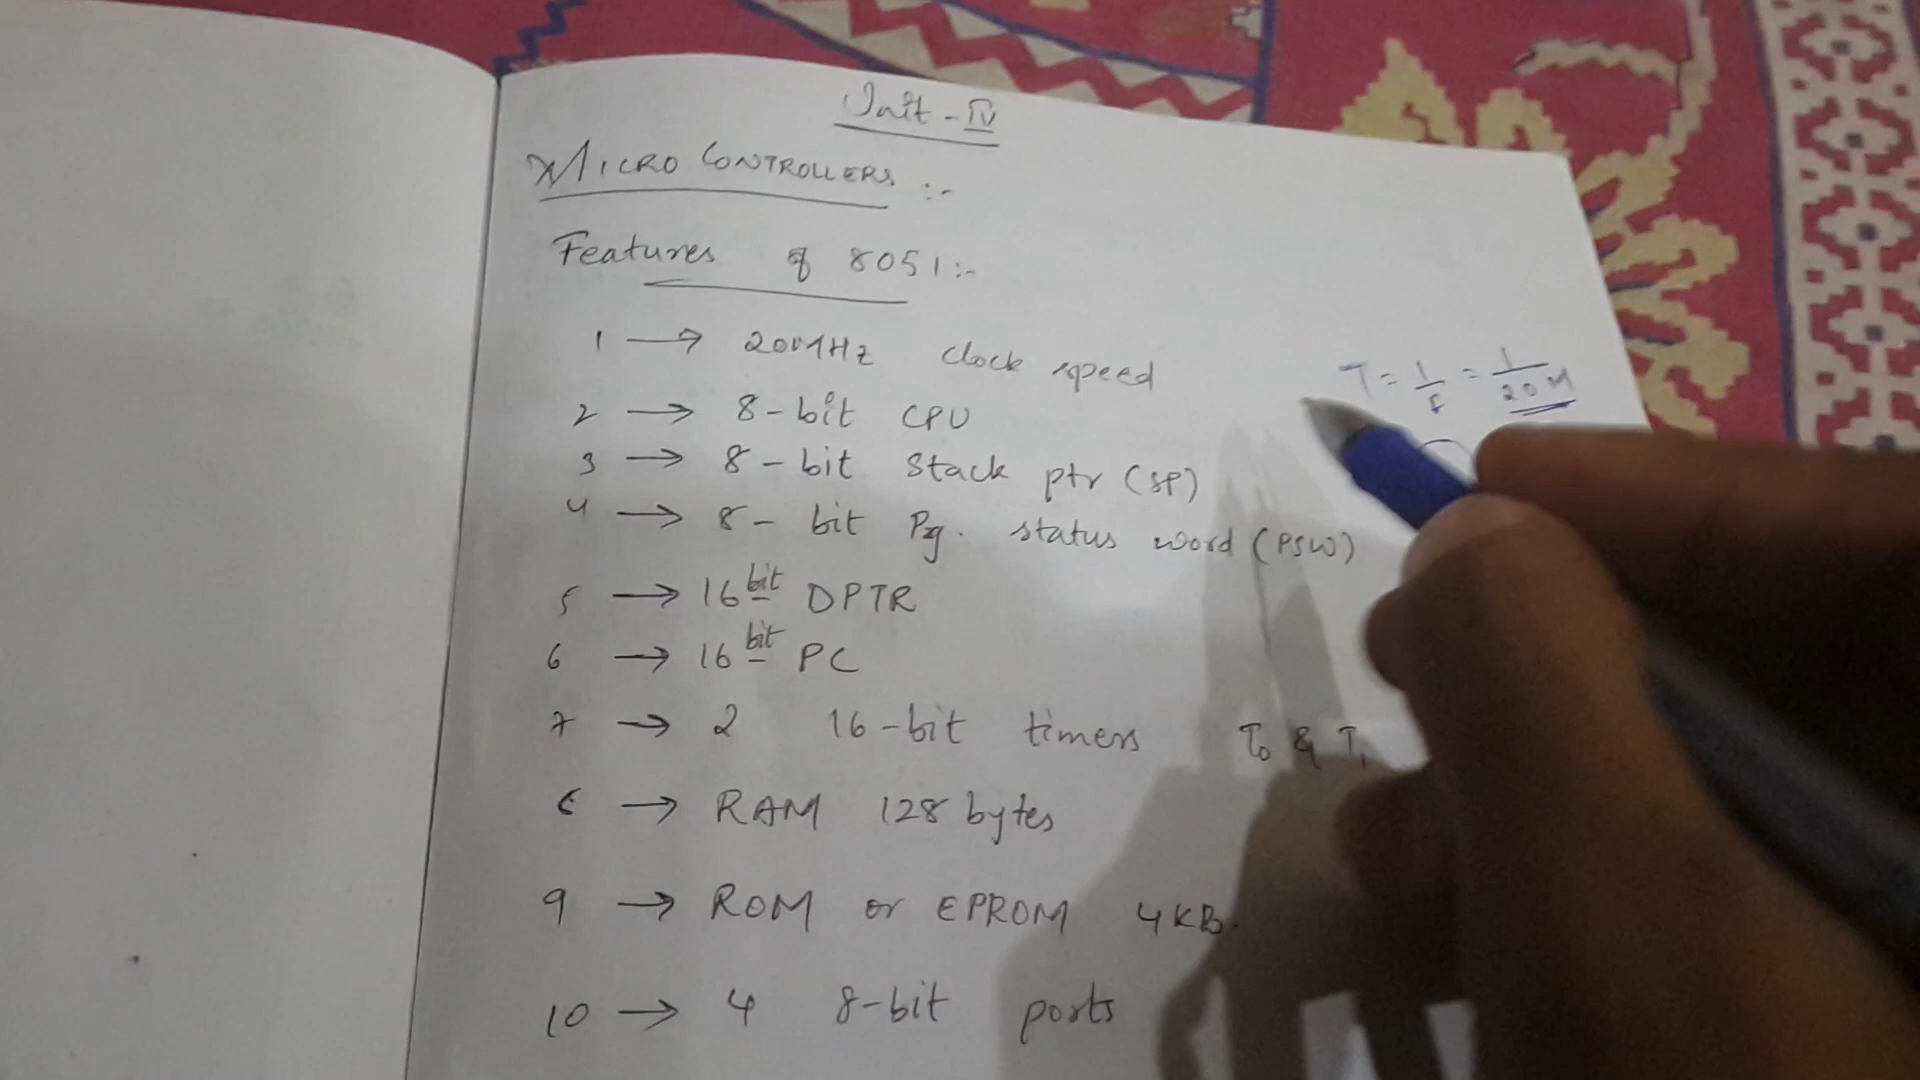 Unit - IV
MICRO CONTROLLERS :-
Features of 8051 :-
1 → 20MHz clock speed
T = 1/f = 1/20M
2 → 8-bit CPU
3 → 8-bit Stack ptr (SP)
4 → 8-bit Pg. status word (PSW)
5 → 16 bit DPTR
6 → 16 bit PC
7 → 2 16-bit timers T0 & T1
8 → RAM 128 bytes
9 → ROM or EPROM 4KB.
10 → 4 8-bit ports